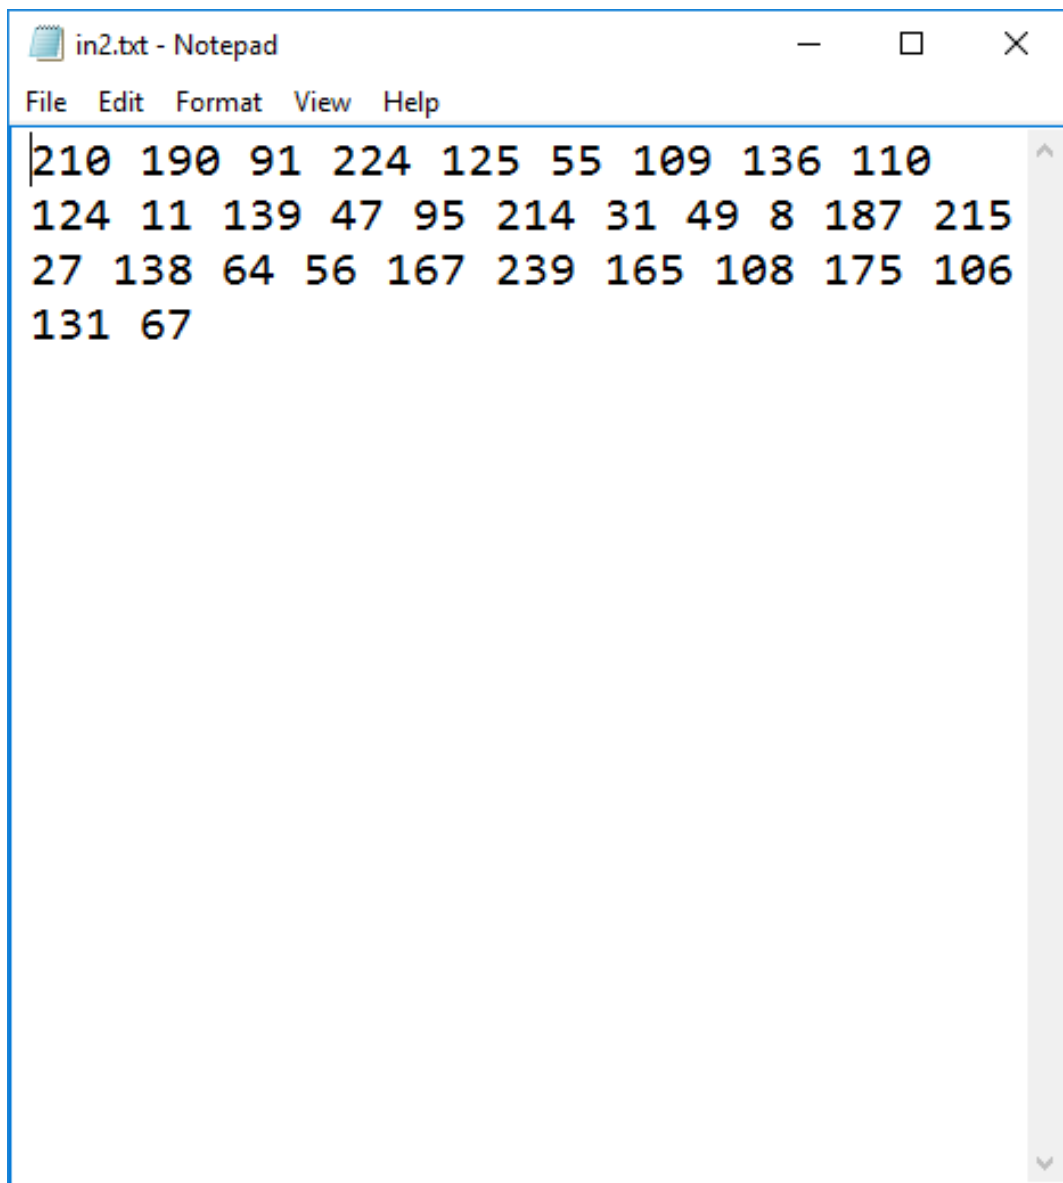 in2.txt - Notepad
File Edit Format View Help
210 190 91 224 125 55 109 136 110
124 11 139 47 95 214 31 49 8 187 215
27 138 64 56 167 239 165 108 175 106
131 67